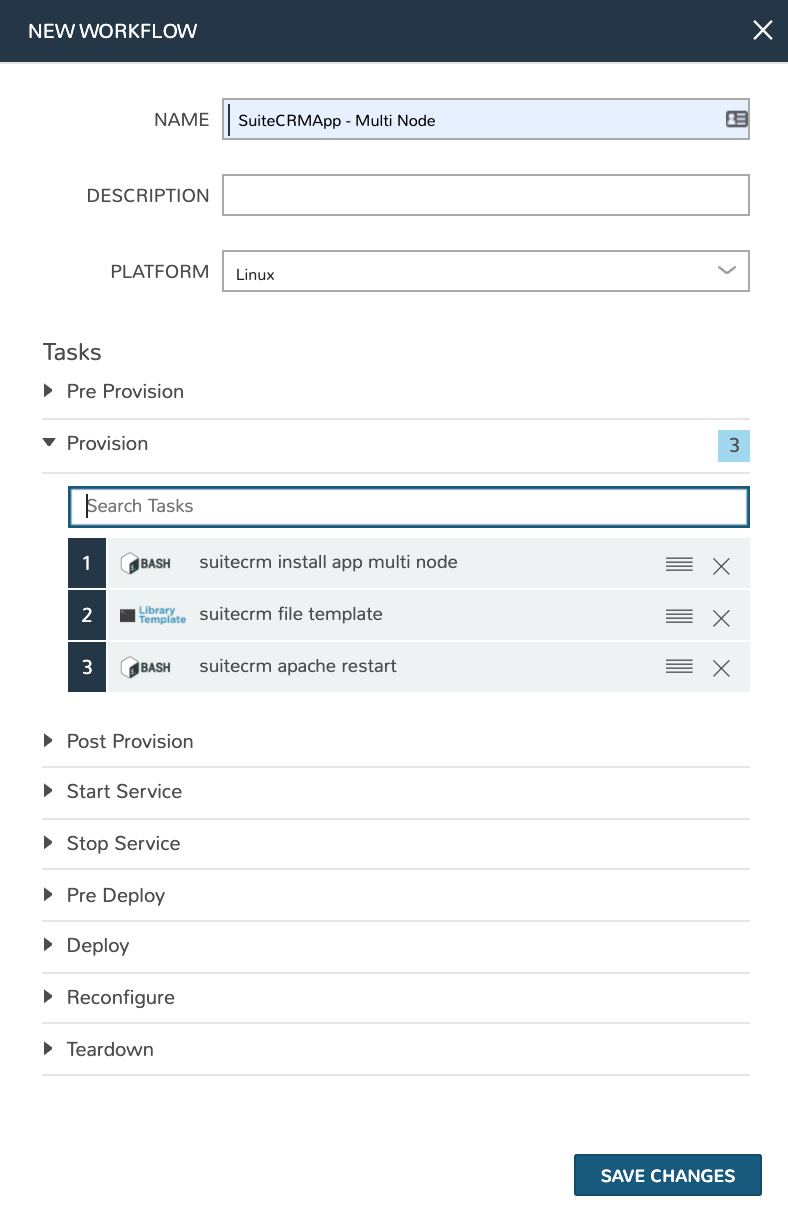 NEW WORKFLOW
NAME SuiteCRMApp - Multi Node
DESCRIPTION
PLATFORM Linux
Tasks
Pre Provision
Provision 3
Search Tasks
1 BASH suitecrm install app multi node
2 Library Template suitecrm file template
3 BASH suitecrm apache restart
Post Provision
Start Service
Stop Service
Pre Deploy
Deploy
Reconfigure
Teardown
SAVE CHANGES